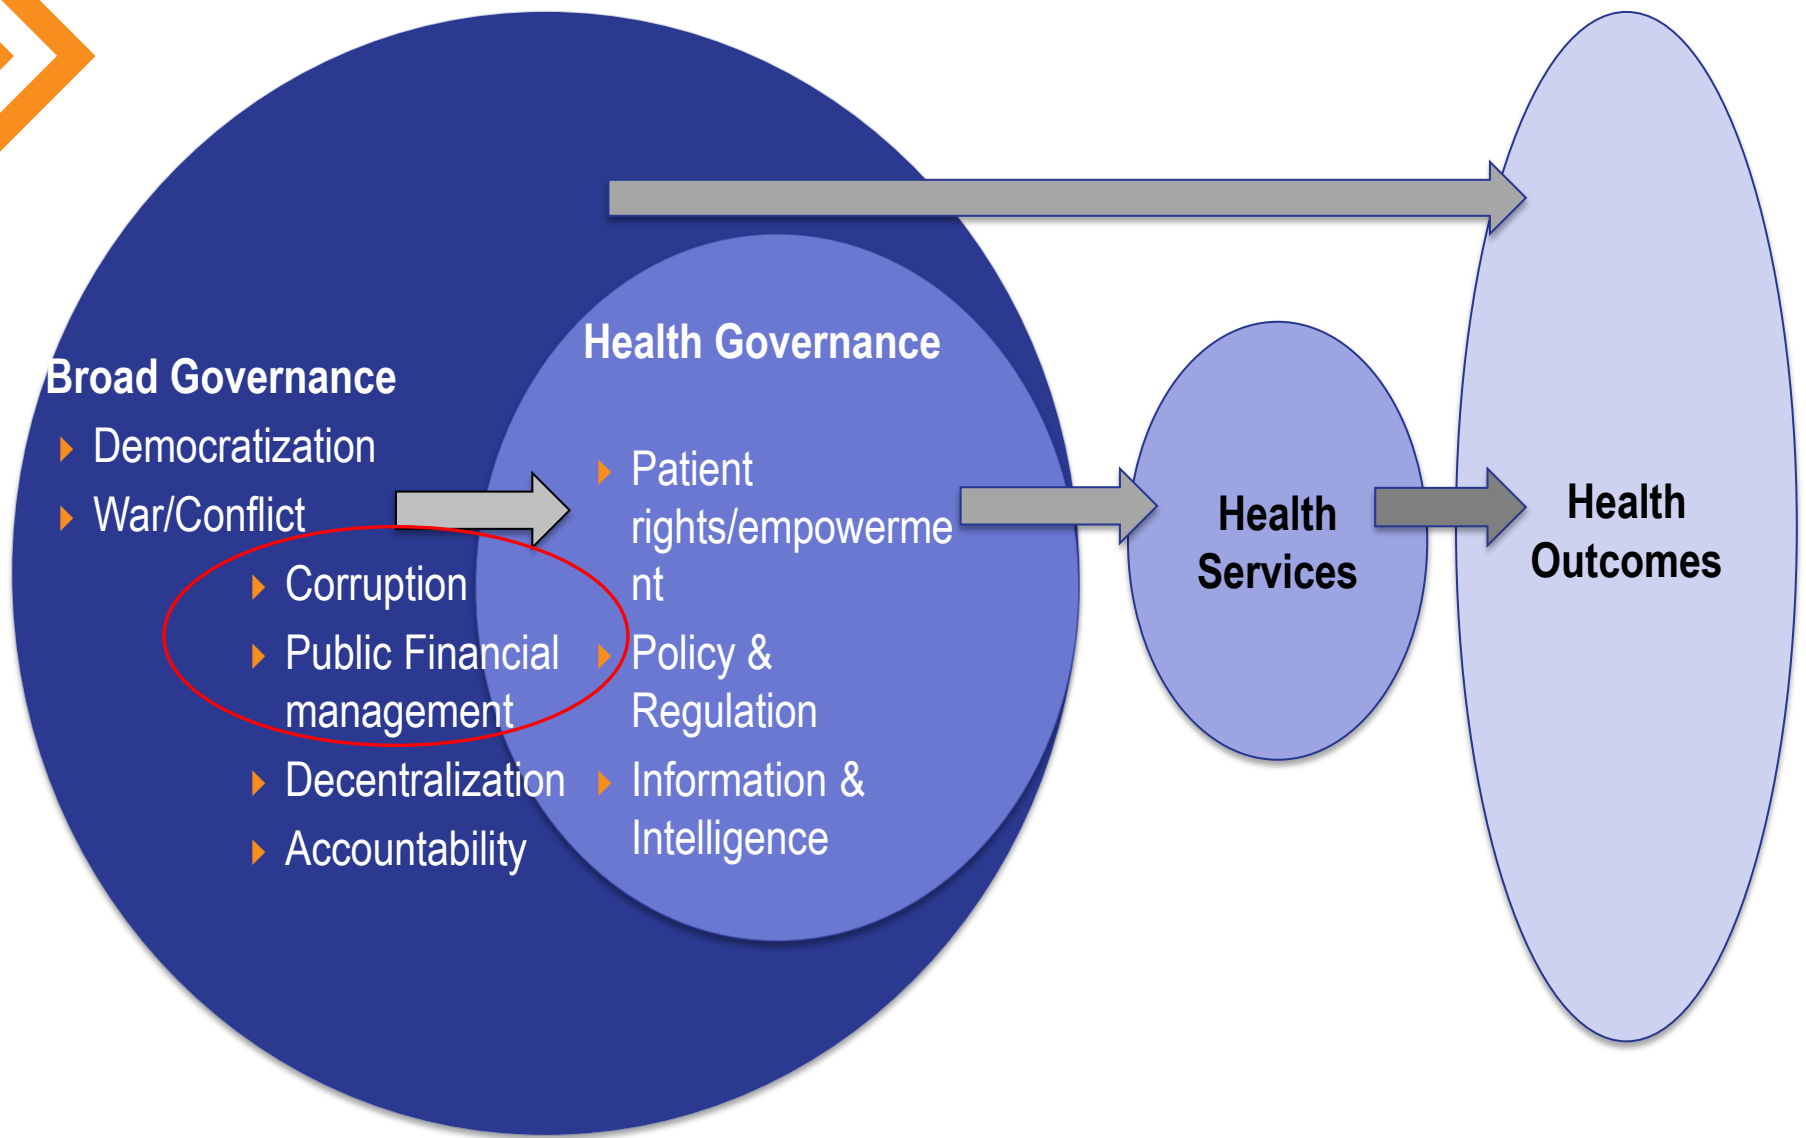 Broad Governance
Democratization
War/Conflict
Corruption
Public Financial
management
Decentralization
Accountability
Health Governance
Patient
rights/empowerme
nt
Policy &
Regulation
Information &
Intelligence
Health
Services
Health
Outcomes